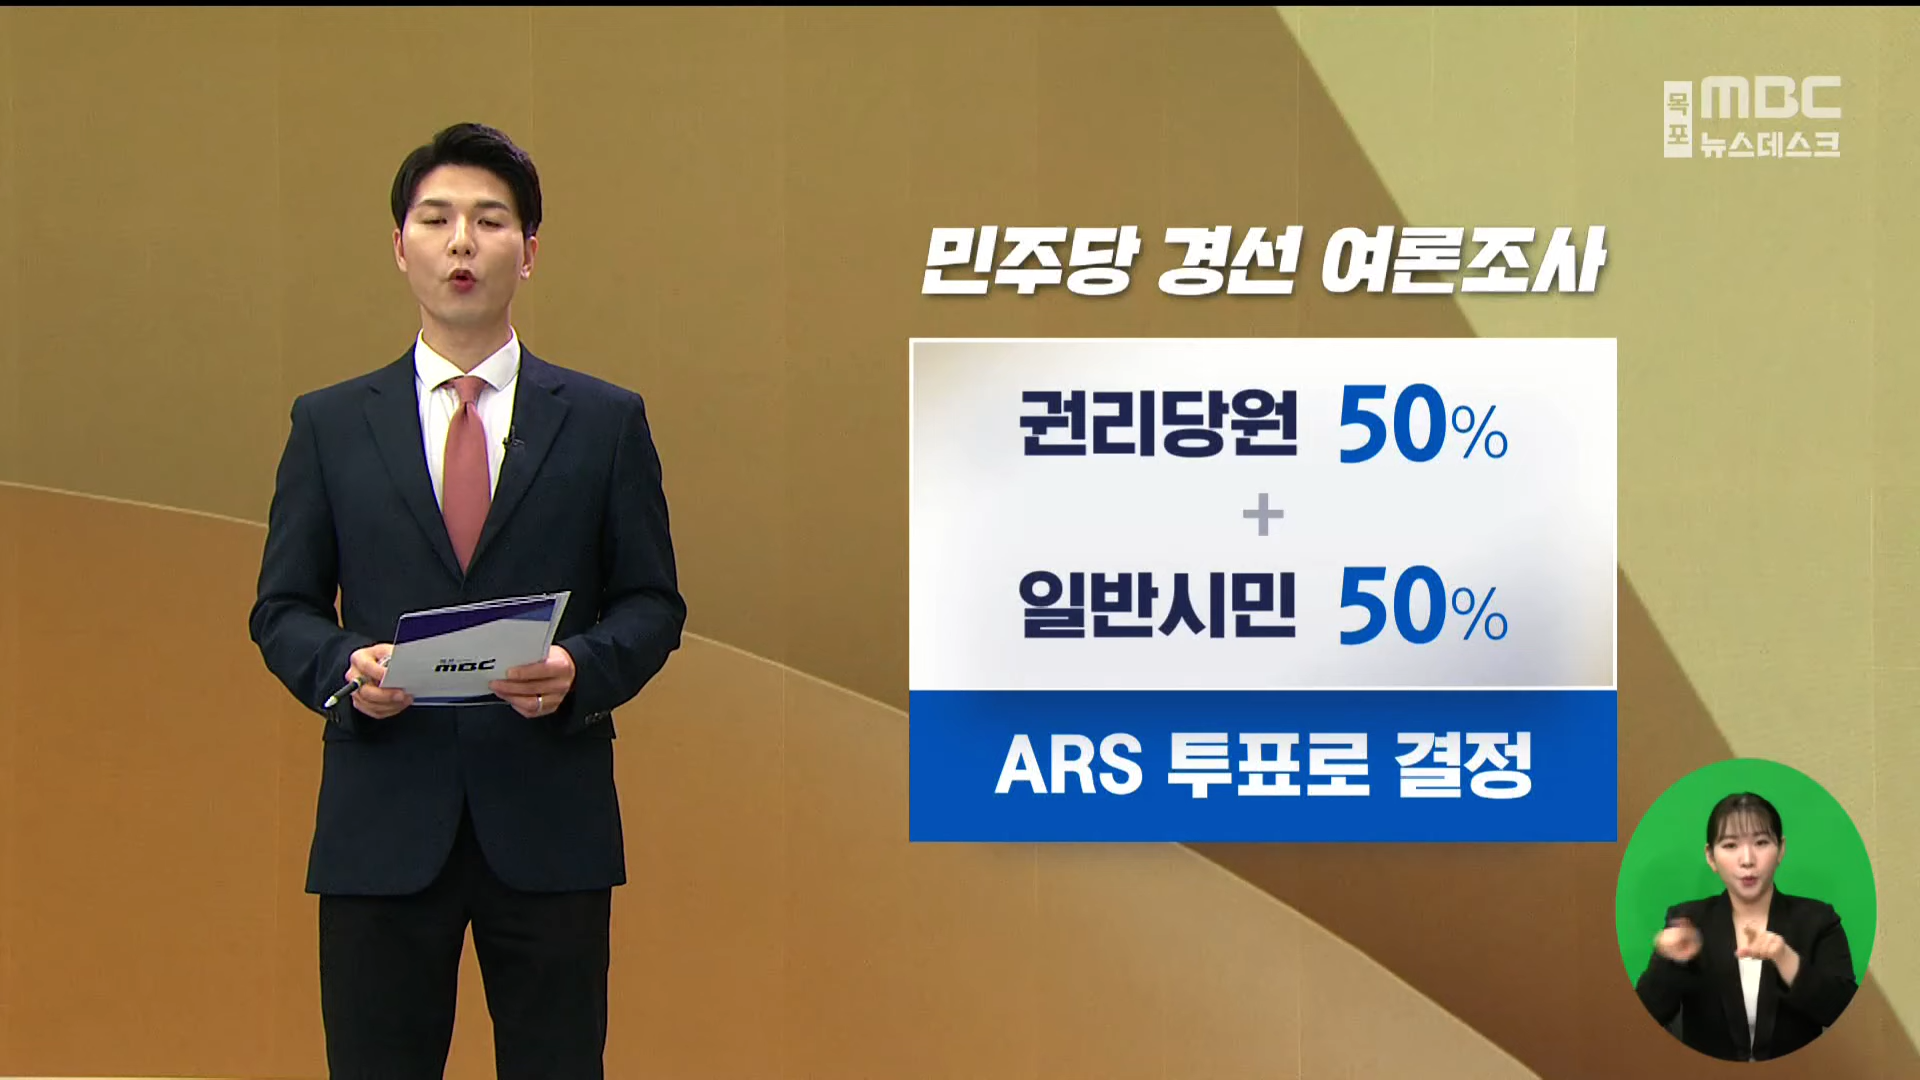 목포 MBC
뉴스데스크
민주당 경선 여론조사
권리당원 50%
+
일반시민 50%
ARS 투표로 결정
MBC